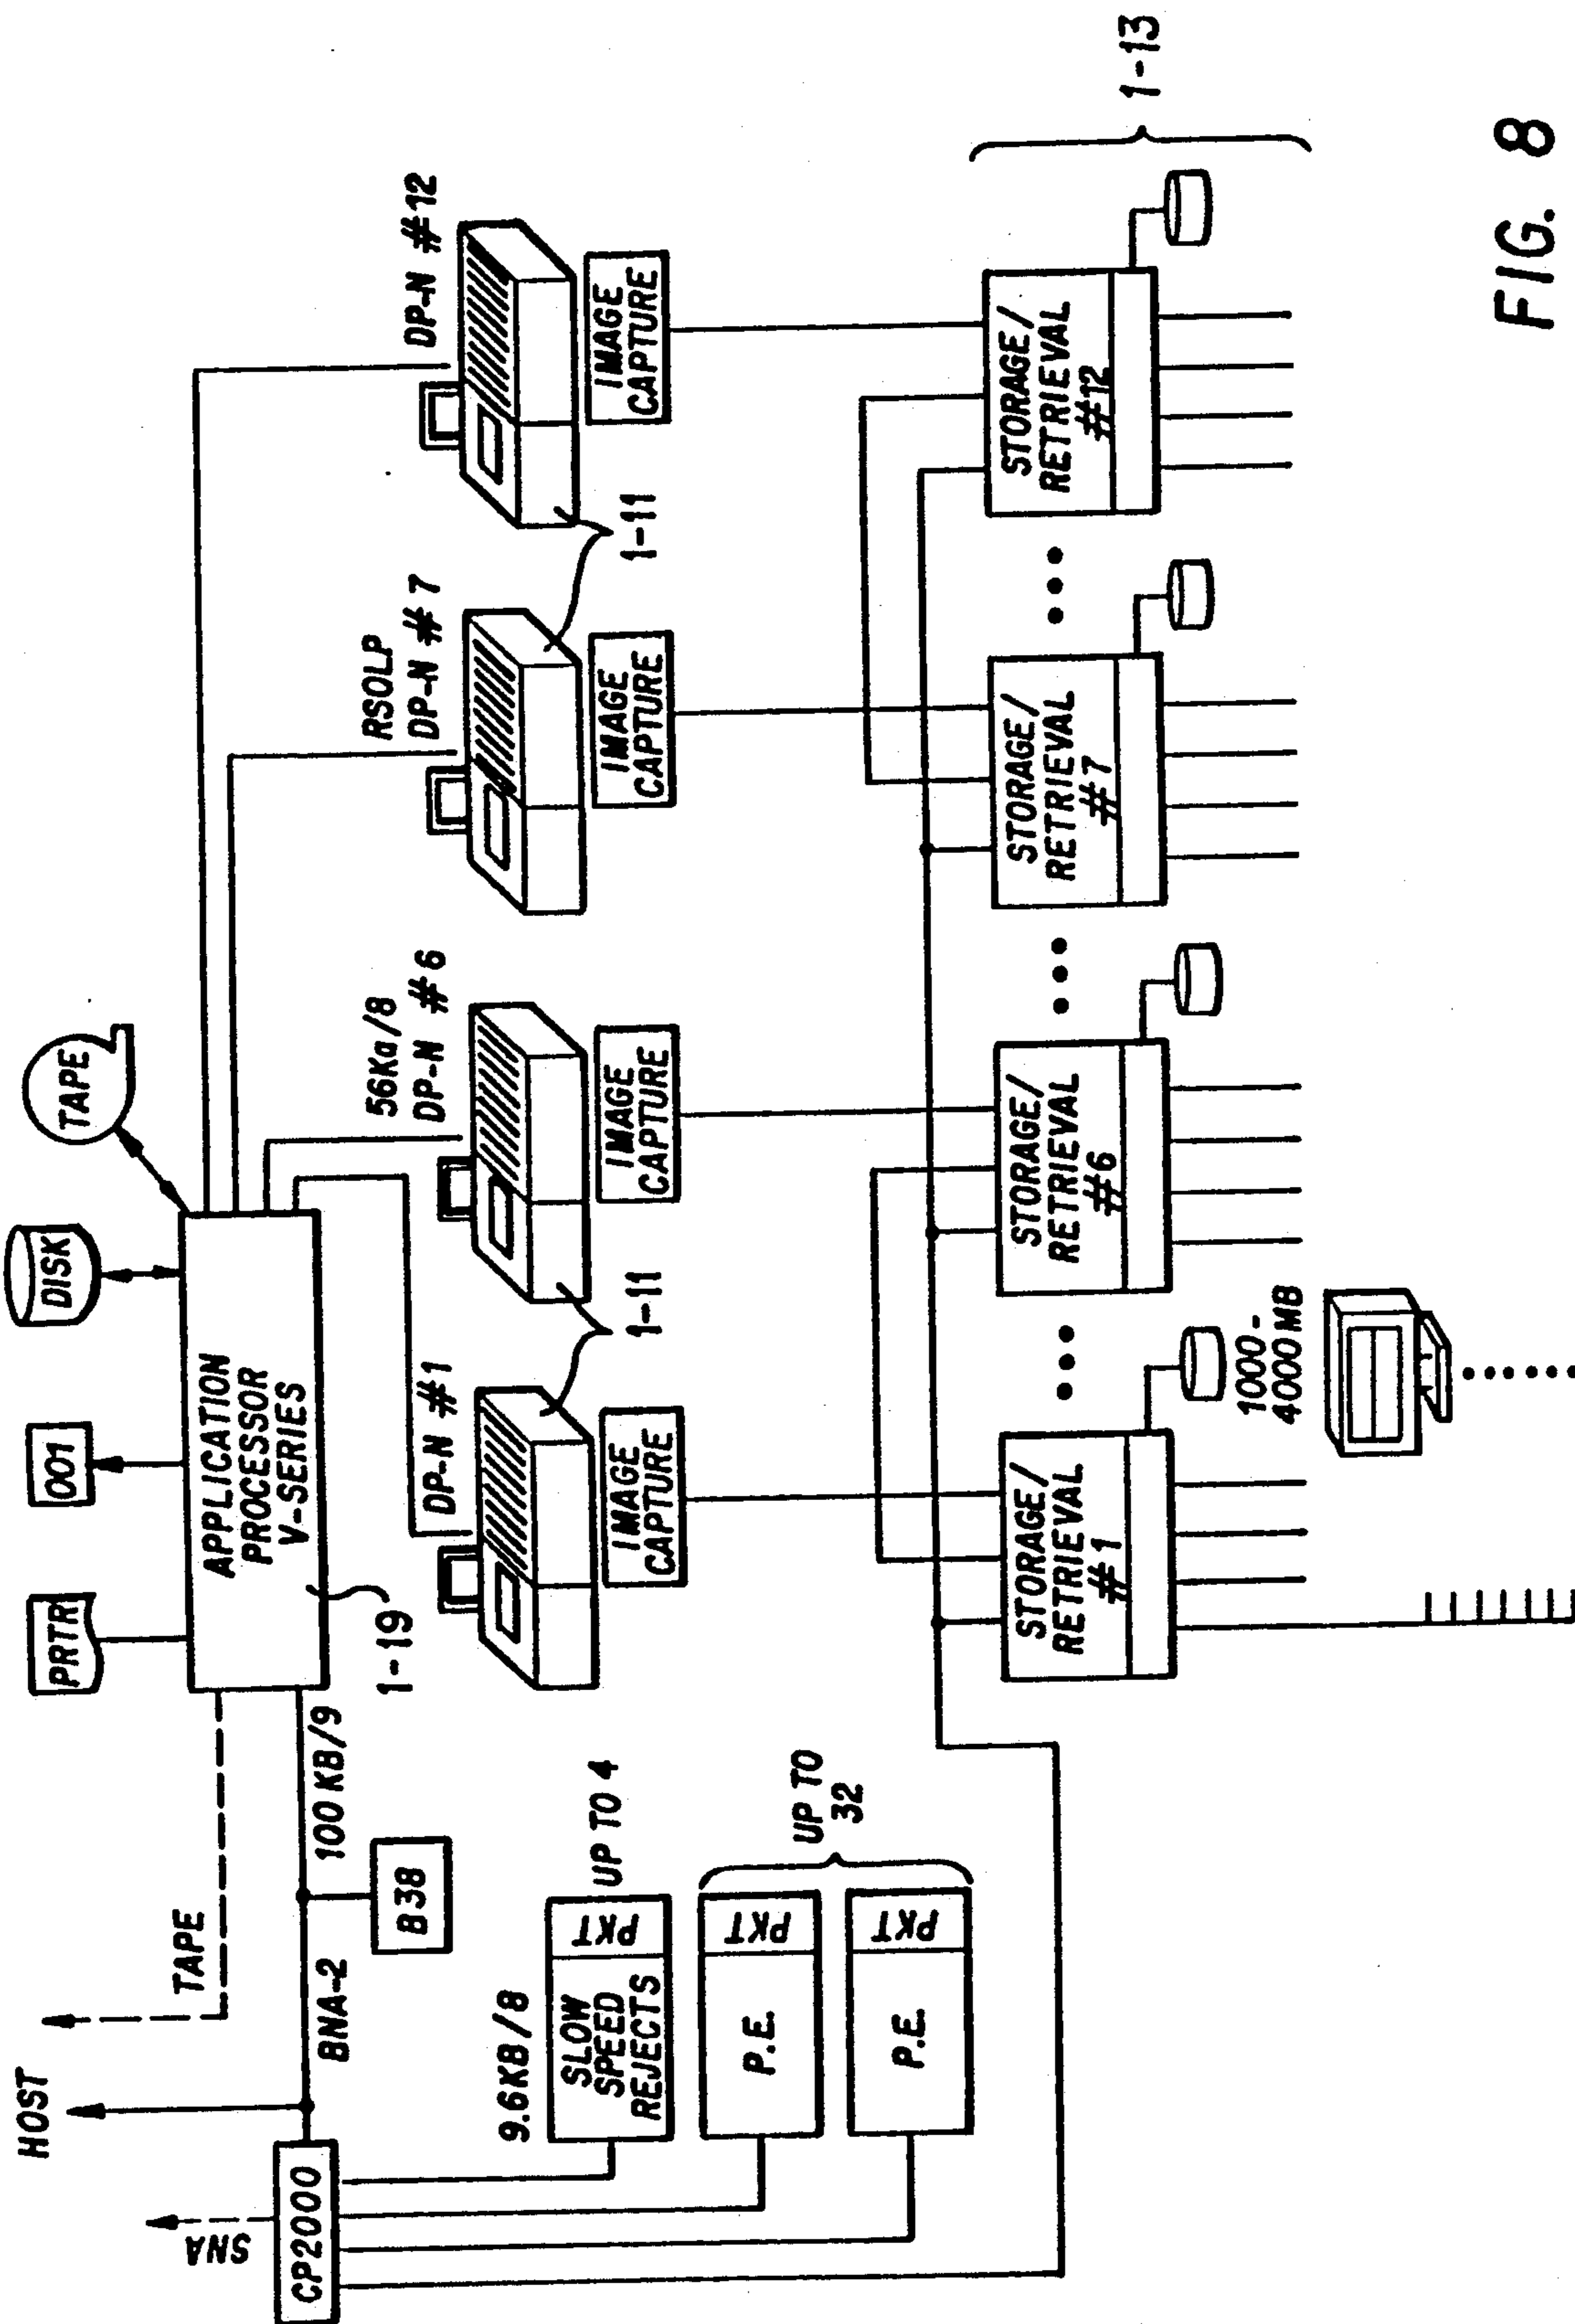 HOST
SNA
CP2000
TAPE
BNA-2
100 KB/9
B38
PRTR
001
DISK
TAPE
APPLICATION
PROCESSOR
V-SERIES
1-19
9.6KB/8
SLOW
SPEED
REJECTS
PKT
UP TO 4
P.E.
PKT
P.E.
PKT
UP TO
32
DP-N #1
56Ka/8
DP-N #6
RSOLP
DP-N #7
DP-N #12
1-11
1-11
IMAGE
CAPTURE
IMAGE
CAPTURE
IMAGE
CAPTURE
IMAGE
CAPTURE
STORAGE/
RETRIEVAL
#1
STORAGE/
RETRIEVAL
#6
STORAGE/
RETRIEVAL
#7
STORAGE/
RETRIEVAL
#12
1-13
1000-
4000MB
FIG. 8